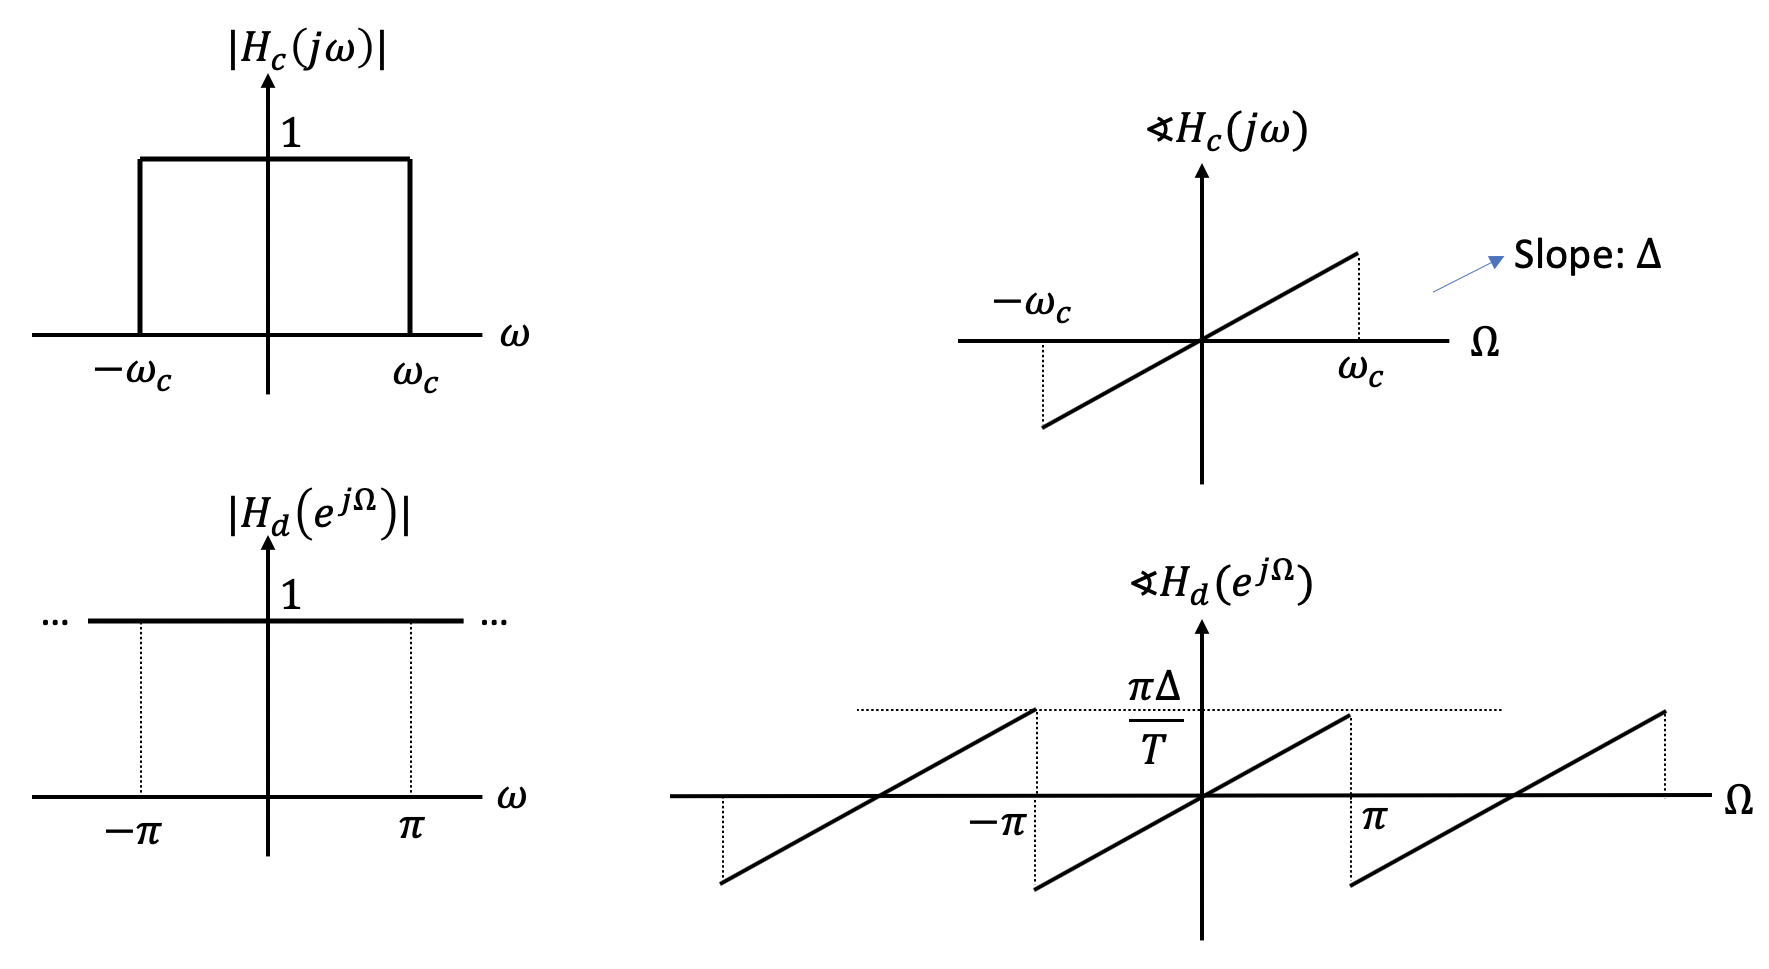 |H_c(jω)|
1
ω
−ω_c
ω_c
∢H_c(jω)
Slope: Δ
−ω_c
Ω
ω_c
|H_d(e^{jΩ})|
1
... ...
ω
−π
π
∢H_d(e^{jΩ})
πΔ
T
−π
π
Ω